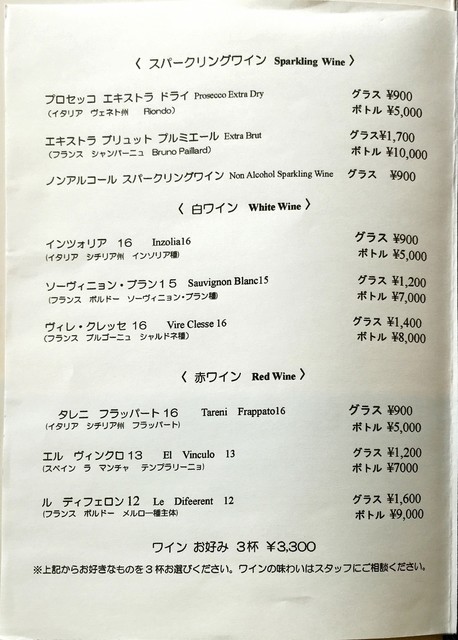 〈 スパークリングワイン Sparkling Wine 〉
プロセッコ エキストラ ドライ Prosecco Extra Dry グラス ¥900
（イタリア ヴェネト州 Riondo） ボトル ¥5,000
エキストラ ブリュット プルミエール Extra Brut グラス¥1,700
（フランス シャンパーニュ Bruno Paillard） ボトル ¥10,000
ノンアルコール スパークリングワイン Non Alcohol Sparkling Wine グラス ¥900
〈 白ワイン White Wine 〉
インツォリア 16 Inzolia16 グラス ¥900
（イタリア シチリア州 インソリア種） ボトル ¥5,000
ソーヴィニョン・ブラン15 Sauvignon Blanc15 グラス ¥1,200
（フランス ボルドー ソーヴィニョン・ブラン種） ボトル ¥7,000
ヴィレ・クレッセ 16 Vire Clesse 16 グラス ¥1,400
（フランス ブルゴーニュ シャルドネ種） ボトル ¥8,000
〈 赤ワイン Red Wine 〉
タレニ フラッパート 16 Tareni Frappato16 グラス ¥900
（イタリア シチリア州 フラッパート） ボトル ¥5,000
エル ヴィンクロ 13 El Vinculo 13 グラス ¥1,200
（スペイン ラ マンチャ テンプラリーニョ） ボトル ¥7000
ル ディフェロン 12 Le Difeerent 12 グラス ¥1,600
（フランス ボルドー メルロー種主体） ボトル ¥9,000
ワイン お好み 3杯 ¥3,300
※上記からお好きなものを3杯お選びください。ワインの味わいはスタッフにご相談ください。